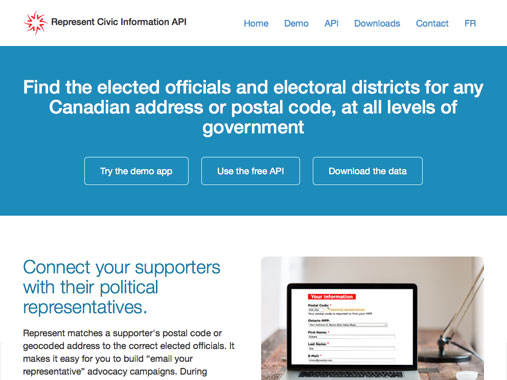 Represent Civic Information API
Home Demo API Downloads Contact FR
Find the elected officials and electoral districts for any
Canadian address or postal code, at all levels of
government
Try the demo app Use the free API Download the data
Connect your supporters
with their political
representatives.
Represent matches a supporter's postal code or
geocoded address to the correct elected officials. It
makes it easy for you to build “email your
representative” advocacy campaigns. During
Your Information
Postal Code: *
Ontario MPP:
First Name: *
Last Name: *
E-Mail: *